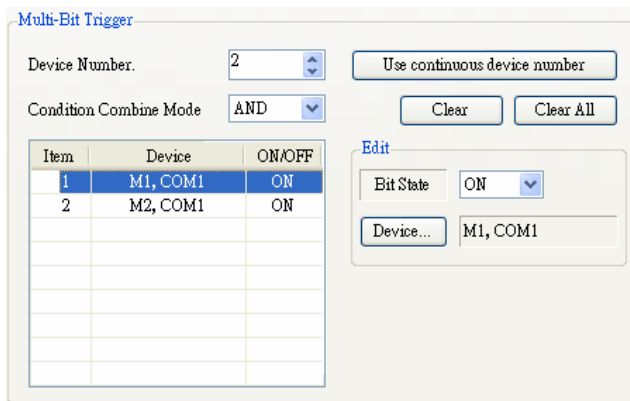 Multi-Bit Trigger
Device Number. 2 Use continuous device number
Condition Combine Mode AND Clear Clear All
Item Device ON/OFF
1 M1, COM1 ON
2 M2, COM1 ON
Edit
Bit State ON
Device... M1, COM1